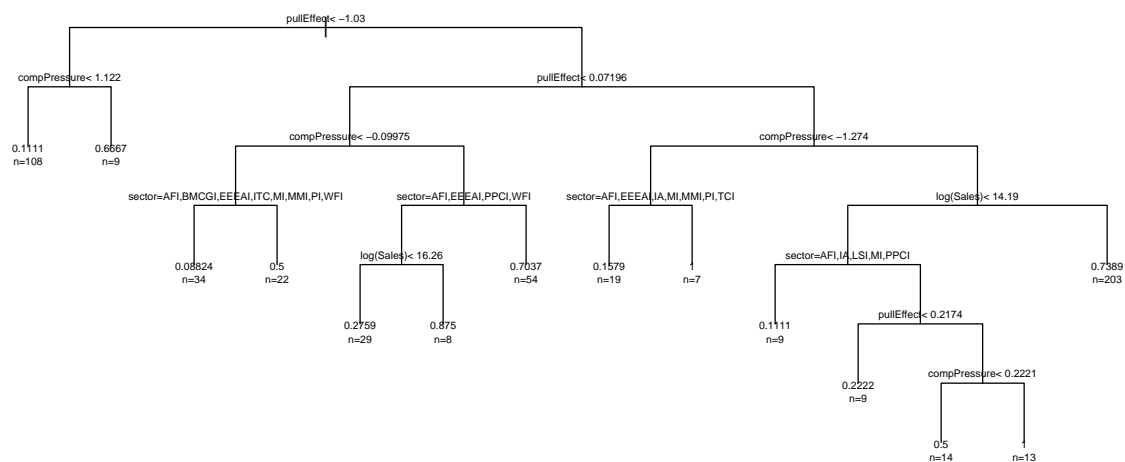 pullEffect< −1.03
compPressure< 1.122
pullEffect< 0.07196
0.1111
n=108
0.6667
n=9
compPressure< −0.09975
compPressure< −1.274
sector=AFI,BMCGI,EEEAI,ITC,MI,MMI,PI,WFI
sector=AFI,EEEAI,PPCI,WFI
sector=AFI,EEEAI,IA,MI,MMI,PI,TCI
log(Sales)< 14.19
0.08824
n=34
0.5
n=22
log(Sales)< 16.26
0.7037
n=54
0.1579
n=19
1
n=7
sector=AFI,IA,LSI,MI,PPCI
0.7389
n=203
0.2759
n=29
0.875
n=8
0.1111
n=9
pullEffect< 0.2174
0.2222
n=9
compPressure< 0.2221
0.5
n=14
1
n=13